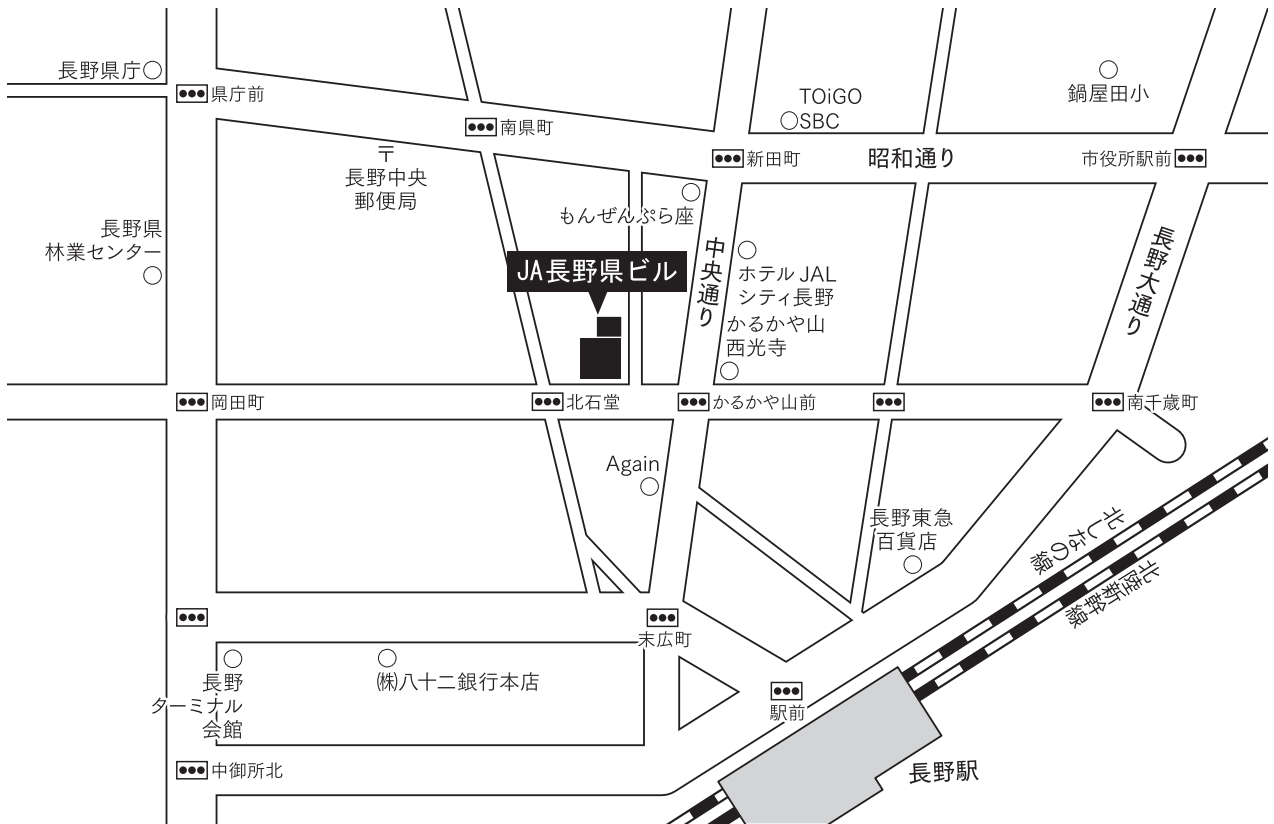 長野県庁
県庁前
南県町
TOiGO
SBC
鍋屋田小
新田町
昭和通り
市役所駅前
〒
長野中央
郵便局
長野県
林業センター
もんぜんぷら座
JA長野県ビル
中央通り
ホテル JAL
シティ長野
かるかや山
西光寺
長野大通り
岡田町
北石堂
かるかや山前
南千歳町
Again
長野東急
百貨店
北しなの線
北陸新幹線
末広町
長野
ターミナル
会館
㈱八十二銀行本店
駅前
中御所北
長野駅